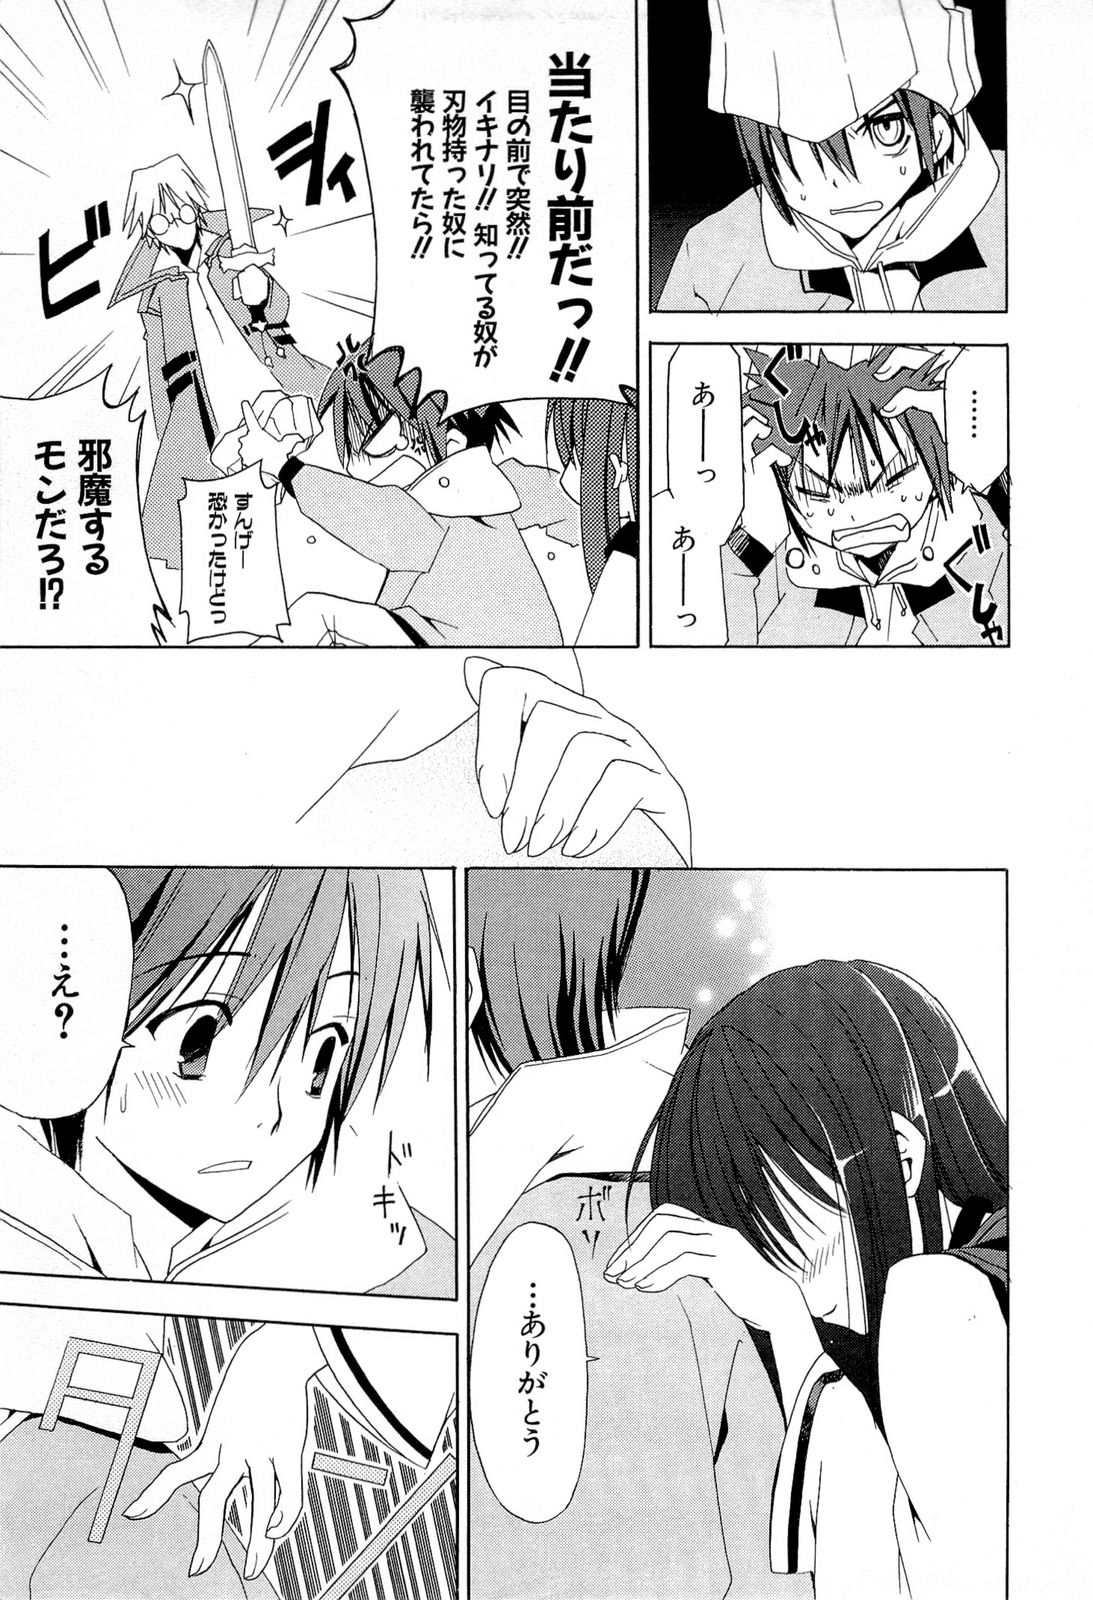 ……
あーっ
あーっ
ぐしゃ
ぐしゃ
当たり前だっ!!
目の前で突然!!
イキナリ!! 知ってる奴が
刃物持った奴に
襲われてたら!!
ビシィ
すんげー
恐かったけどっ
邪魔する
モンだろ!?
ポソッ
…ありがとう
…え?
ドキッ